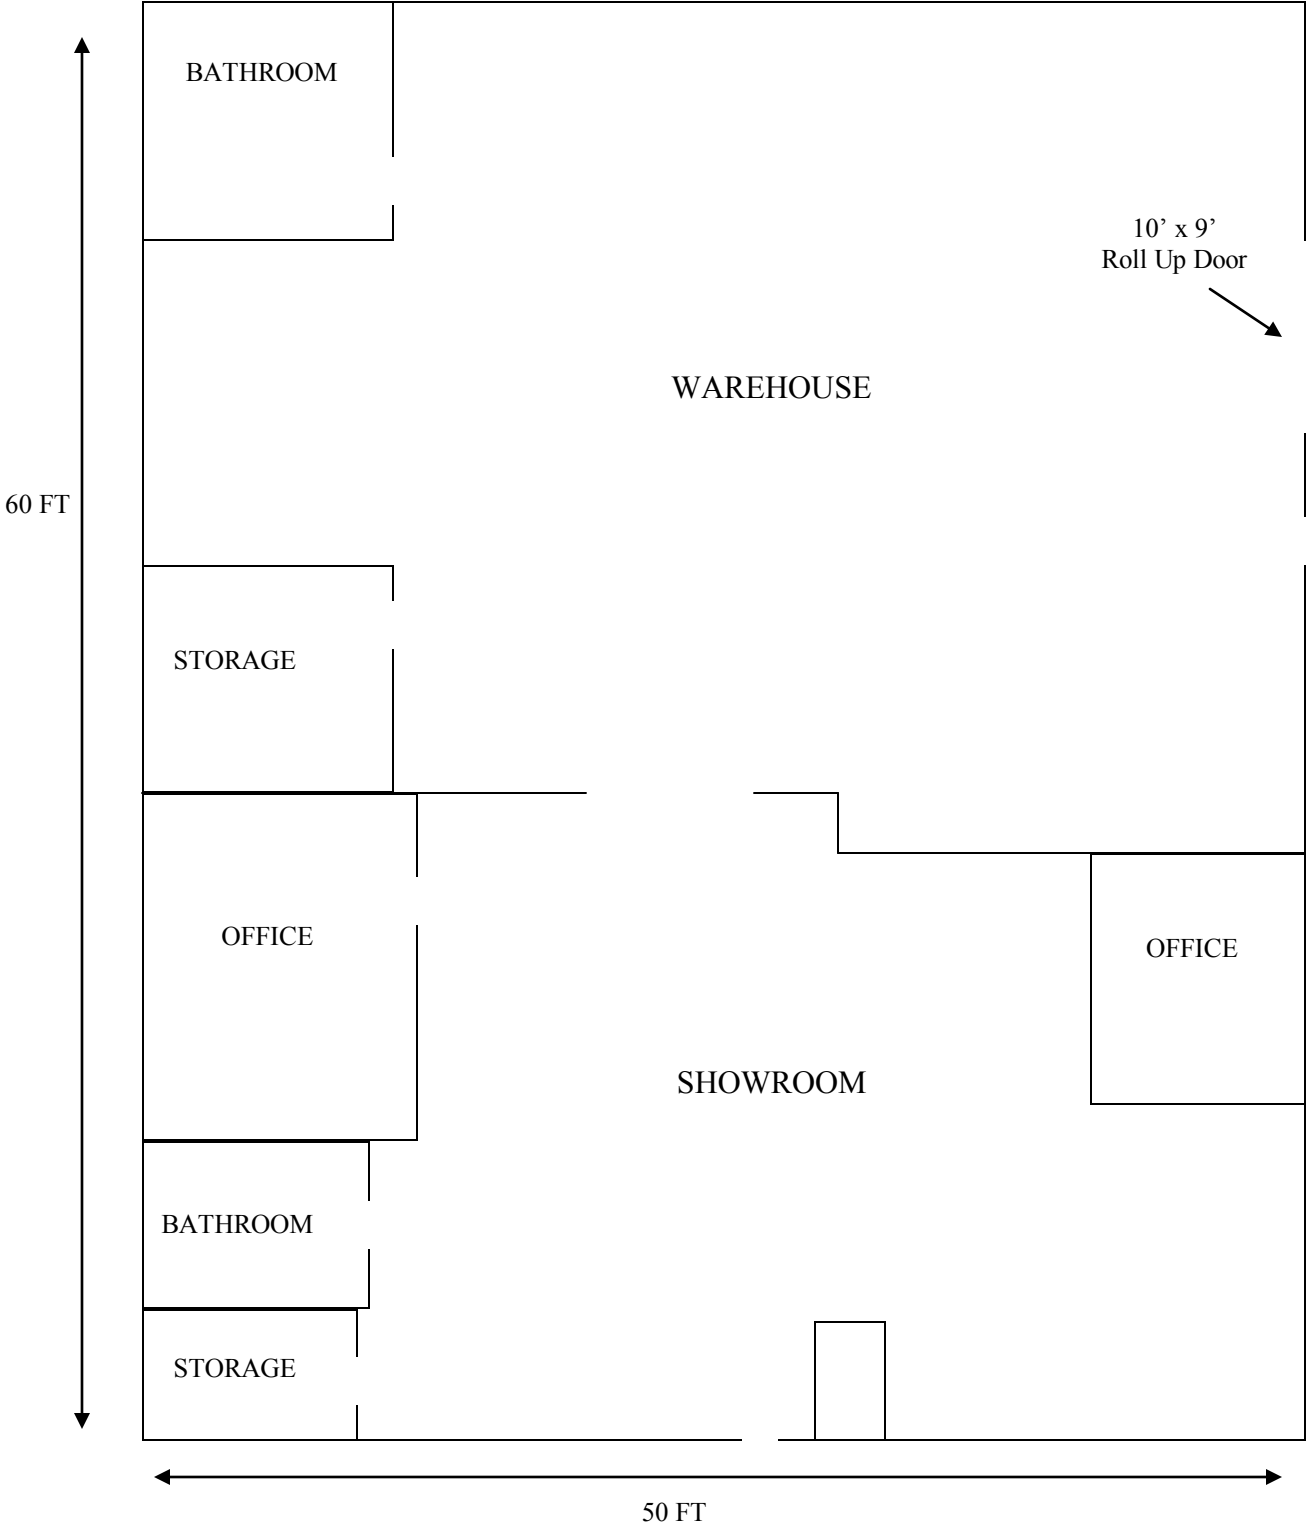 BATHROOM
10’ x 9’
Roll Up Door
WAREHOUSE
60 FT
STORAGE
OFFICE
OFFICE
SHOWROOM
BATHROOM
STORAGE
50 FT